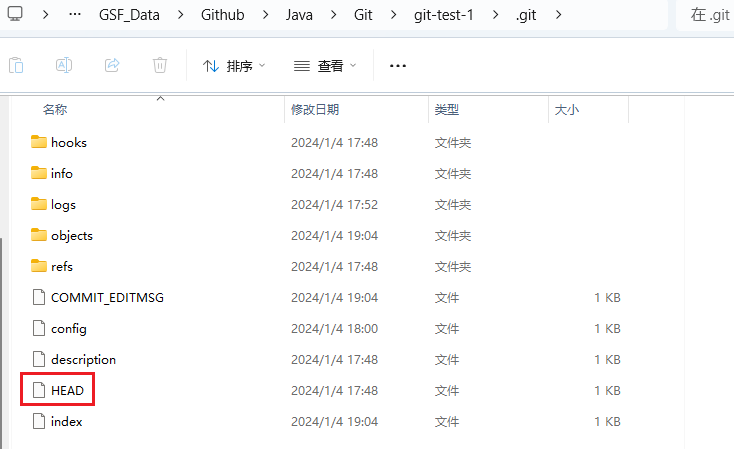 GSF_Data Github Java Git git-test-1 .git 在 .git
排序 查看
名称 修改日期 类型 大小
hooks 2024/1/4 17:48 文件夹
info 2024/1/4 17:48 文件夹
logs 2024/1/4 17:52 文件夹
objects 2024/1/4 19:04 文件夹
refs 2024/1/4 17:48 文件夹
COMMIT_EDITMSG 2024/1/4 19:04 文件 1 KB
config 2024/1/4 18:00 文件 1 KB
description 2024/1/4 17:48 文件 1 KB
HEAD 2024/1/4 17:48 文件 1 KB
index 2024/1/4 19:04 文件 1 KB